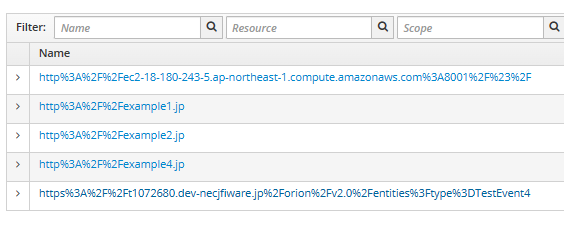 Filter: Name Resource Scope
Name
http%3A%2F%2Fec2-18-180-243-5.ap-northeast-1.compute.amazonaws.com%3A8001%2F%23%2F
http%3A%2F%2Fexample1.jp
http%3A%2F%2Fexample2.jp
http%3A%2F%2Fexample4.jp
https%3A%2F%2Ft1072680.dev-necjfiware.jp%2Forion%2Fv2.0%2Fentities%3Ftype%3DTestEvent4